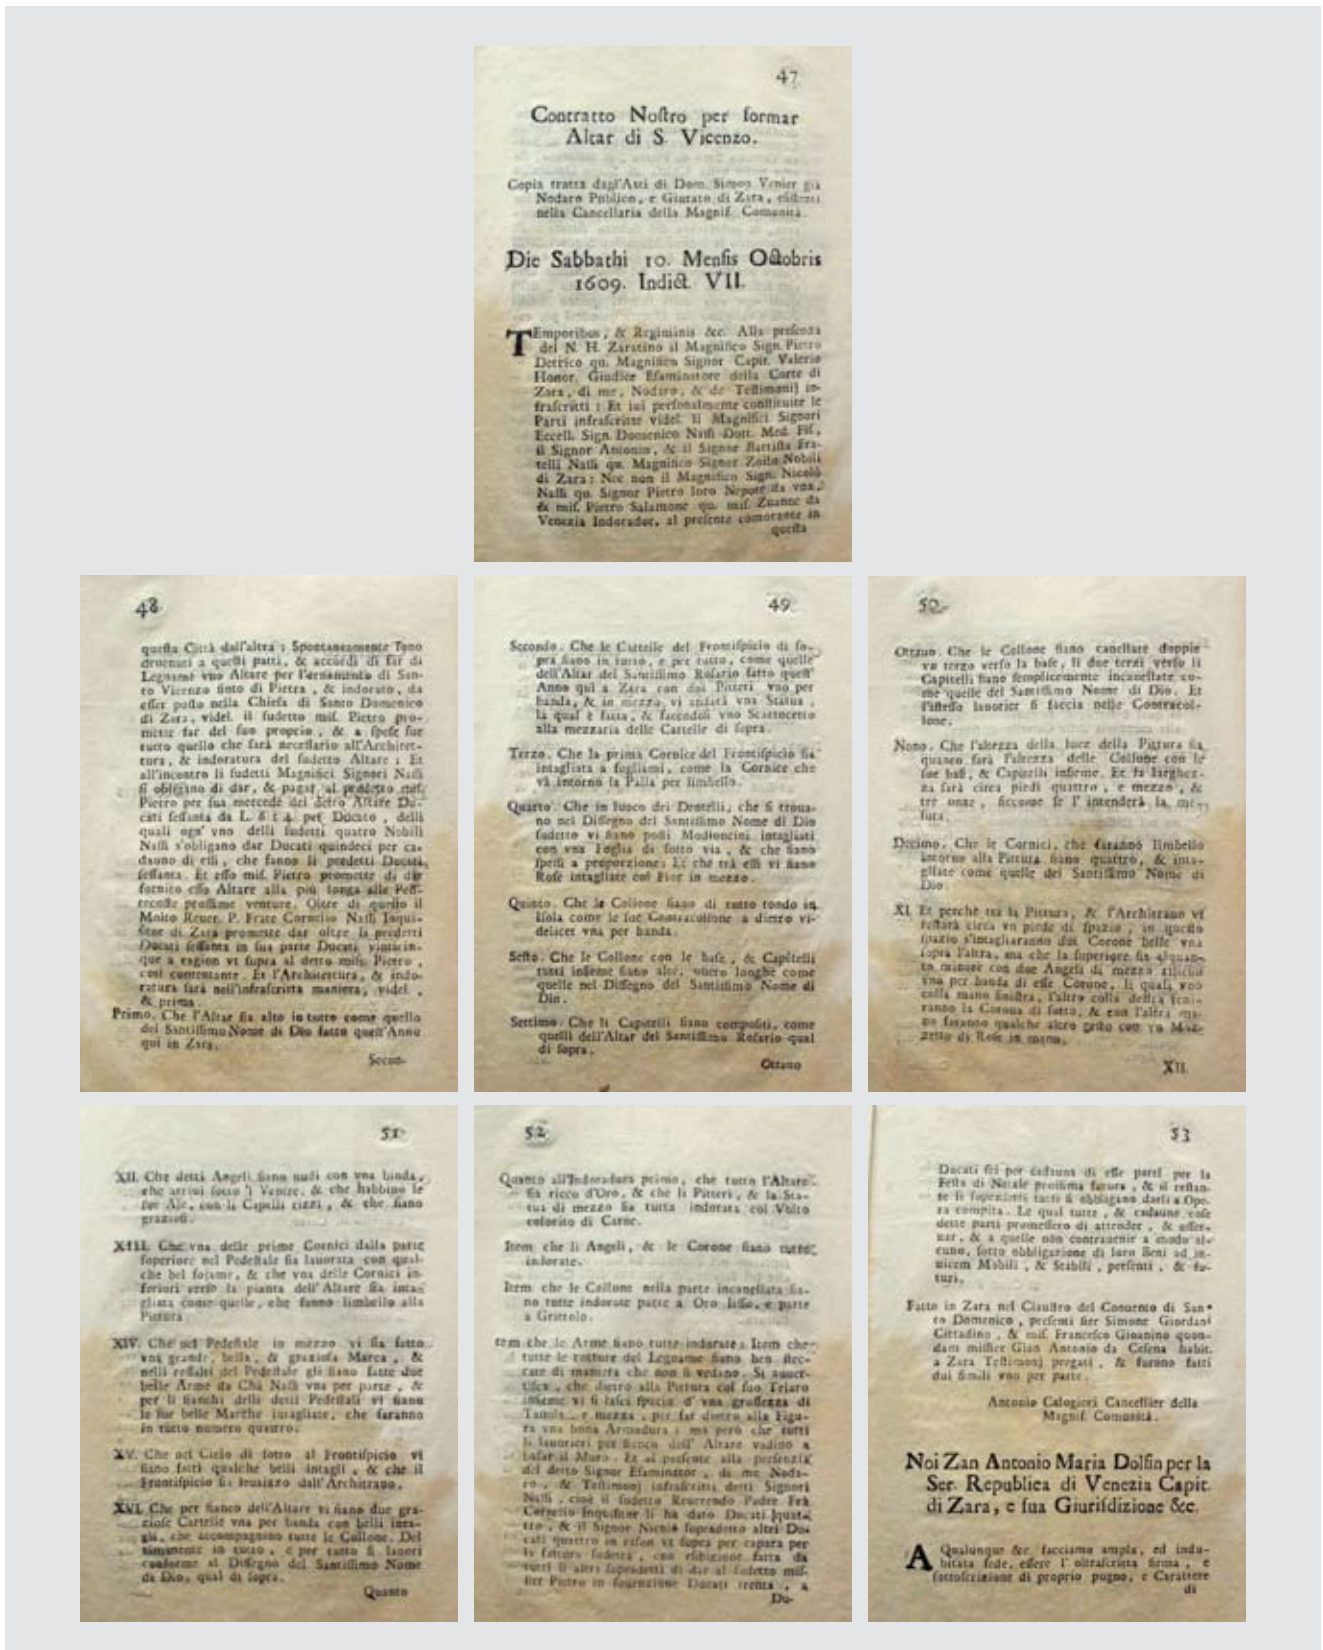 47
Contratto Noſtro per formar
Altar di S. Vicenzo.
Copia tratta dagl'Atti di Dom. Simon Venier già
Nodaro Publico, e Giurato di Zara, eſiſtenti
nella Cancellaria della Magnif. Comunità.
Die Sabbathi 10. Menſis Octobris
1609. Indict. VII.
TEmporibus, & Regiminis &c. Alla preſenza
del N. H. Zaratino il Magnifico Sign. Pietro
Detrico qu. Magnifico Signor Capit. Valerio
Honor. Giudice Eſaminatore della Corte di
Zara, di me, Nodaro, & de Teſtimonij in-
fraſcritti: Et iui perſonalmente conſtituite le
Parti infraſcritte videl. Il Magnifici Signori
Eccell. Sign. Domenico Naſſi Dott. Med. Fiſ.
il Signor Antonio, & il Signor Battiſta Fra-
telli Naſſi qu. Magnifico Signor Zoilo Nobili
di Zara: Nec non il Magnifico Sign. Nicolò
Naſſi qu. Signor Pietro loro Nepote da vna,
& miſ. Pietro Salamone qu. miſ. Zuanne da
Venezia Indorador, al preſente comorante in
queſta
48
queſta Città dall'altra; Spontaneamente ſono
deuenuti a queſti patti, & accordi di far di
Legname vno Altare per l'ornamento di San-
to Vicenzo finto di Pietra, & indorato, da
eſſer poſto nella Chieſa di Santo Domenico
di Zara, videl. il ſudetto miſ. Pietro pro-
mette far del ſuo proprio, & a ſpeſe ſue
tutto quello che ſarà neceſſario all'Architet-
tura, & indoratura del ſudetto Altare: Et
all'incontro li ſudetti Magnifici Signori Naſſi
ſi obligano di dar, & pagar al predetto miſ.
Pietro per ſua mercede del detto Altare Du-
cati ſeſſanta da L. 6 ſ 4. per Ducato, delli
quali ogn' vno delli ſudetti quatro Nobili
Naſſi s'obligano dar Ducati quindeci per ca-
dauno di eſſi, che fanno li predetti Ducati
ſeſſanta. Et eſſo miſ. Pietro promette di dar
fornito eſſo Altare alla più longa alle Peſſ-
tecoſte proſſime venture. Oltre di queſto il
Molto Reuer. P. Frate Cornelio Naſſi Inqui-
ſitor di Zara promette dar oltre la predetti
Ducati ſeſſanta in ſua parte Ducati vinticin-
que a ragion vt ſupra al detto miſ. Pietro,
così contentante. Et l'Architettura, & indo-
ratura ſarà nell'infraſcritta maniera, videl.
& prima
Primo. Che l'Altar ſia alto in tutto come quello
del Santiſſimo Nome di Dio fatto queſt'Anno
qui in Zara.
Secon-
49
Secondo. Che le Cartelle del Frontiſpicio di ſo-
pra ſiano in tutto, e per tutto, come quelle
dell'Altar del Santiſſimo Roſario fatto queſt'
Anno quì a Zara con doi Pitteri vno per
banda, & in mezzo vi andarà vna Statua,
la qual è fatta, & facendoſi vno Scartocetto
alla mezzaria delle Cartelle di ſopra.
Terzo. Che la prima Cornice del Frontiſpicio ſia
intagliata a fogliami, come la Cornice che
và intorno la Palla per limbello.
Quarto. Che in luoco dei Dentelli, che ſi troua-
no nel Diſſegno del Santiſſimo Nome di Dio
ſudetto vi ſiano poſti Modioncini intagliati
con vna Foglia di ſotto via, & che ſiano
ſpeſſi a proporzione: Et che trà eſſi vi ſiano
Roſe intagliate col Fior in mezzo.
Quinto. Che le Collone ſiano di tutto tondo in
Iſola come le ſue Contracollone a dietro vi-
delicet vna per banda.
Seſto. Che le Collone con le baſe, & Capitelli
tutti inſieme ſiano alte, ouero longhe come
quelle nel Diſſegno del Santiſſimo Nome di
Dio.
Settimo. Che li Capitelli ſiano compoſiti, come
quelli dell'Altar del Santiſſimo Roſario qual
di ſopra.
Ottauo
50
Ottauo. Che le Collone ſiano cancellate doppie
vn terzo verſo la baſe, li due terzi verſo li
Capitelli ſiano ſemplicemente incanellate co-
me quelle del Santiſſimo Nome di Dio. Et
l'iſteſſo lauorier ſi faccia nelle Contracol-
lone.
Nono. Che l'altezza della luce della Pittura ſia
quanto ſarà l'altezza delle Collone con le
ſue baſi, & Capitelli inſieme. Et la larghez-
za ſarà circa piedi quattro, e mezzo, &
trè onze, ſiccome ſe l' intenderà la me-
ſura.
Decimo. Che le Cornici, che faranno limbello
intorno alla Pittura ſiano quattro, & inta-
gliate come quelle del Santiſſimo Nome di
Dio.
XI. Et perchè trà la Pittura, & l'Architrauo vi
reſtarà circa vn piede di ſpazio, in queſto
ſpazio s'intagliaranno due Corone belle vna
ſopra l'altra, ma che la ſuperiore ſia alquan-
to minore con due Angeli di mezzo rilieuo
vno per banda di eſſe Corone, li quali vno
colla mano ſiniſtra, l'altro colla deſtra teni-
ranno la Corona di ſotto, & con l'altra ma-
no faranno qualche altro geſto con vn Maz-
zetto di Roſe in mano.
XII.
51
XII. Che detti Angeli ſiano nudi con vna binda,
che arriui ſotto 'l Ventre, & che habbino le
ſue Ale, con li Capelli rizzi, & che ſiano
grazioſi.
XIII. Che vna delle prime Cornici dalla parte
ſuperiore nel Pedeſtale ſia lauorata con qual-
che bel fojame, & che vna delle Cornici in-
feriori verſo la pianta dell'Altare ſia inta-
gliata come quelle, che fanno limbello alla
Pittura
XIV. Che nel Pedeſtale in mezzo vi ſia fatto
vna grande, bella, & grazioſa Marca, &
nelli reſſalti del Pedeſtale gli ſiano fatte due
belle Arme da Chà Naſſi vna per parte, &
per li fianchi delli detti Pedeſtali vi ſiano
le ſue belle Marche intagliate, che ſaranno
in tutto numero quattro.
XV. Che nel Cielo di ſotto al Frontiſpicio vi
ſiano fatti qualche belli intagli, & che il
Frontiſpicio ſia leuaizzo dall'Architrauo.
XVI. Che per fianco dell'Altare vi ſiano due gra-
zioſe Cartelle vna per banda con belli inta-
gli, che accompagnino tutte le Collone. Del
rimanente in tutto, e per tutto ſi lauori
conforme al Diſſegno del Santiſſimo Nome
da Dio, qual di ſopra.
Quanto
52
Quanto all'Indoradura primo, che tutto l'Altare
ſia ricco d'Oro, & che li Pitteri, & la Sta-
tua di mezzo ſia tutta indorata col Volto
colorito di Carne.
Item che li Angeli, & le Corone ſiano tutte
indorate.
Item che le Collone nella parte incanellata ſia-
no tutte indorate parte a Oro liſſo, e parte
a Grittolo.
tem che le Arme ſiano tutte indorate: Item che
tutte le rotture del Legname ſiano ben ſtec-
cate di maniera che non ſi vedano. Si auuer-
tiſca, che dietro alla Pittura col ſuo Telaro
inſieme vi ſi laſci ſpacio d' vna groſſezza di
Tauola e mezza, per far dietro alla Figu-
ra vna bona Armadura: ma però che tutti
li lauorieri per fianco dell' Altare vadino a
baſar il Muro. Et al preſente alla preſenzia
del detto Signor Eſaminator, di me Noda-
ro, & Teſtimonj infraſcritti detti Signori
Naſſi, cioè il ſudetto Reuerendo Padre Frà
Cornelio Inquiſitor li ha dato Ducati quat-
tro, & il Signor Nicolò ſopradetto altri Du-
cati quattro in raſon vt ſupra per capara per
la fattura ſudetta, con eſibizione fatta da
tutti li altri ſopradetti di dar al ſudetto miſ-
ſier Pietro in ſouenzione Ducati trenta, a
Du-
53
Ducati ſei per cadauna di eſſe parti per la
Feſta di Natale proſſima futura, & il reſtan-
te li ſopradetti tutti ſi obbligano darli a Ope-
ra compita. Le qual tutte, & cadaune coſe
dette parti promeſſero di attender, & oſſer-
uar, & a quelle non contrauenir a modo al-
cuno, ſotto obbligazione di loro Beni ad in-
uicem Mobili, & Stabili, preſenti, & fu-
turi.
Fatto in Zara nel Clauſtro del Conuento di San-
to Domenico, preſenti ſier Simone Giordani
Cittadino, & miſ. Franceſco Gioanino quon-
dam miſſier Gian Antonio da Ceſena habit.
a Zara Teſtimonj pregati, & furono fatti
dui ſimili vno per parte.
Antonio Calogierà Cancellier della
Magnif. Comunità.
Noi Zan Antonio Maria Dolfin per la
Ser. Republica di Venezia Capit.
di Zara, e ſua Giuriſdizione &c.
A Qualunque &c. facciamo ampla, ed indu-
bitata fede, eſſere l' oltraſcritta firma, e
ſottoſcrizione di proprio pugno, e Carattere
di